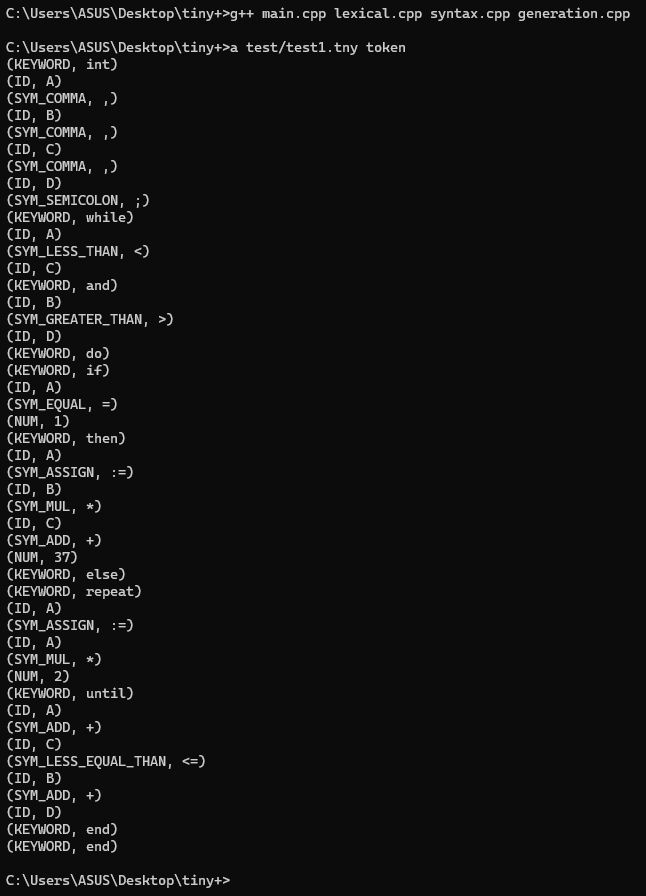 C:\Users\ASUS\Desktop\tiny+>g++ main.cpp lexical.cpp syntax.cpp generation.cpp
C:\Users\ASUS\Desktop\tiny+>a test/test1.tny token
(KEYWORD, int)
(ID, A)
(SYM_COMMA, ,)
(ID, B)
(SYM_COMMA, ,)
(ID, C)
(SYM_COMMA, ,)
(ID, D)
(SYM_SEMICOLON, ;)
(KEYWORD, while)
(ID, A)
(SYM_LESS_THAN, <)
(ID, C)
(KEYWORD, and)
(ID, B)
(SYM_GREATER_THAN, >)
(ID, D)
(KEYWORD, do)
(KEYWORD, if)
(ID, A)
(SYM_EQUAL, =)
(NUM, 1)
(KEYWORD, then)
(ID, A)
(SYM_ASSIGN, :=)
(ID, B)
(SYM_MUL, *)
(ID, C)
(SYM_ADD, +)
(NUM, 37)
(KEYWORD, else)
(KEYWORD, repeat)
(ID, A)
(SYM_ASSIGN, :=)
(ID, A)
(SYM_MUL, *)
(NUM, 2)
(KEYWORD, until)
(ID, A)
(SYM_ADD, +)
(ID, C)
(SYM_LESS_EQUAL_THAN, <=)
(ID, B)
(SYM_ADD, +)
(ID, D)
(KEYWORD, end)
(KEYWORD, end)
C:\Users\ASUS\Desktop\tiny+>